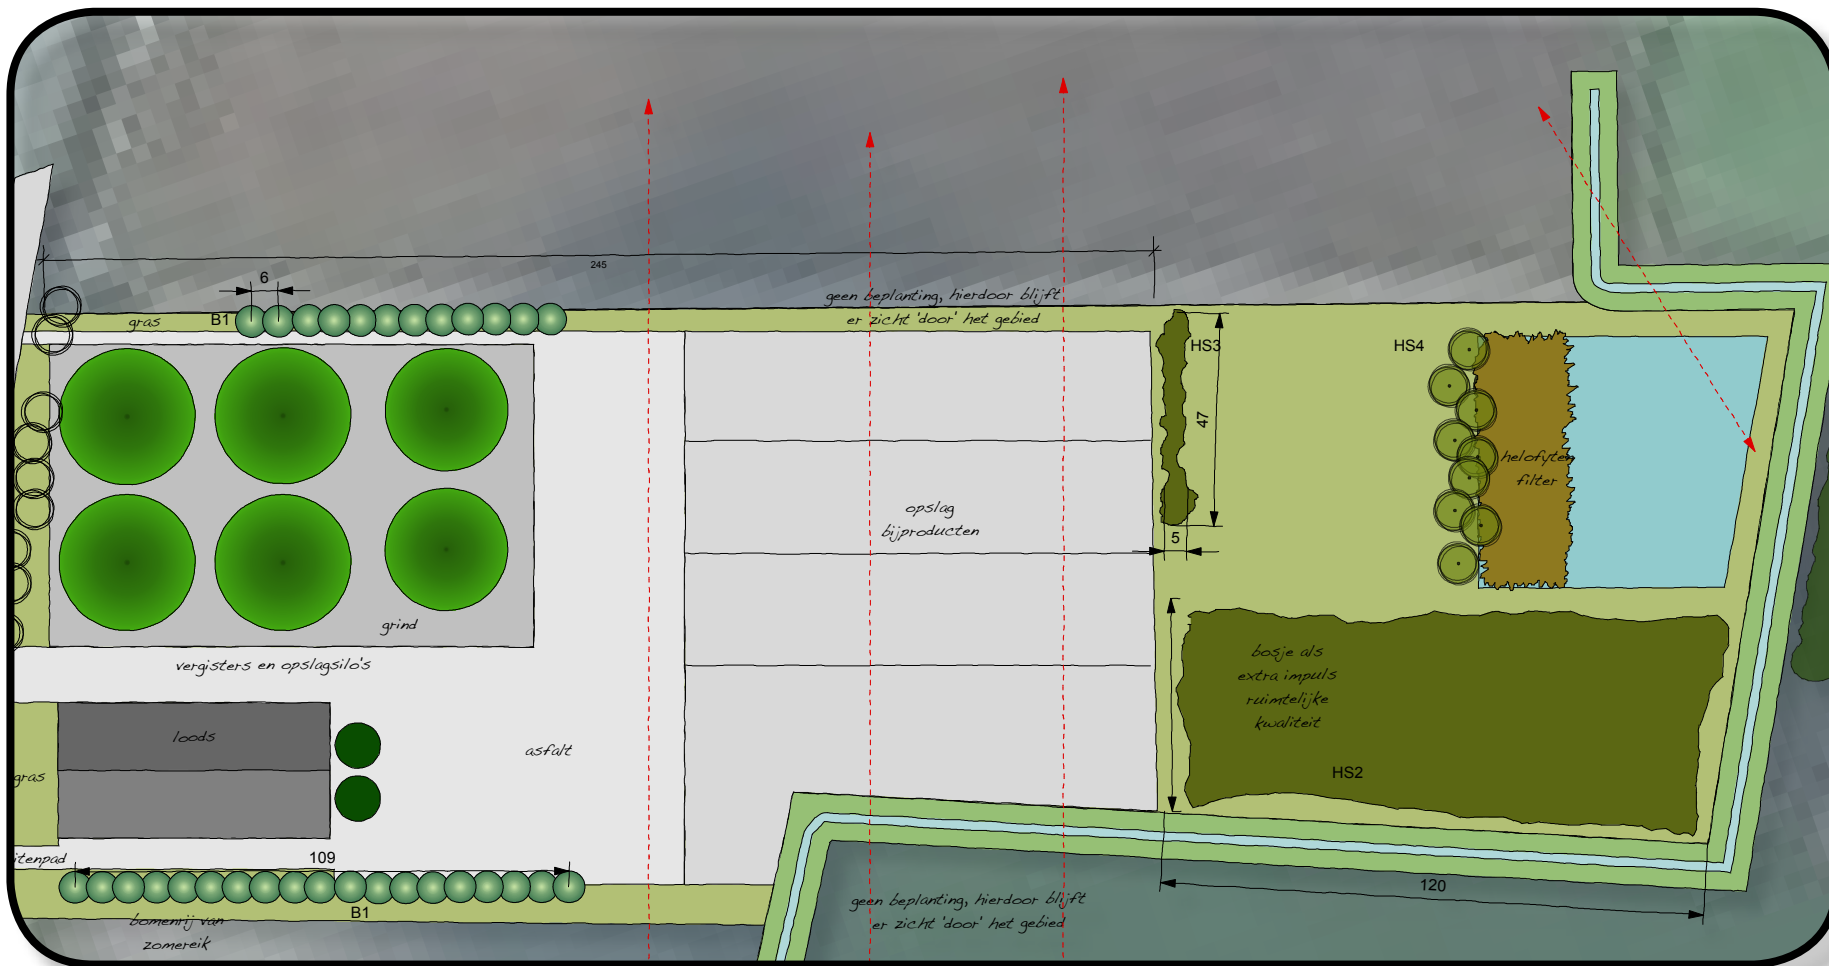 245
6
geen beplanting, hierdoor blijft
er zicht 'door' het gebied
gras
B1
HS3
HS4
47
helofyten
filter
opslag
bijproducten
5
grind
vergisters en opslagsilo's
bosje als
extra impuls
ruimtelijke
kwaliteit
loods
asfalt
HS2
gras
itenpad
109
120
B1
bomenrij van
zomereik
geen beplanting, hierdoor blijft
er zicht 'door' het gebied